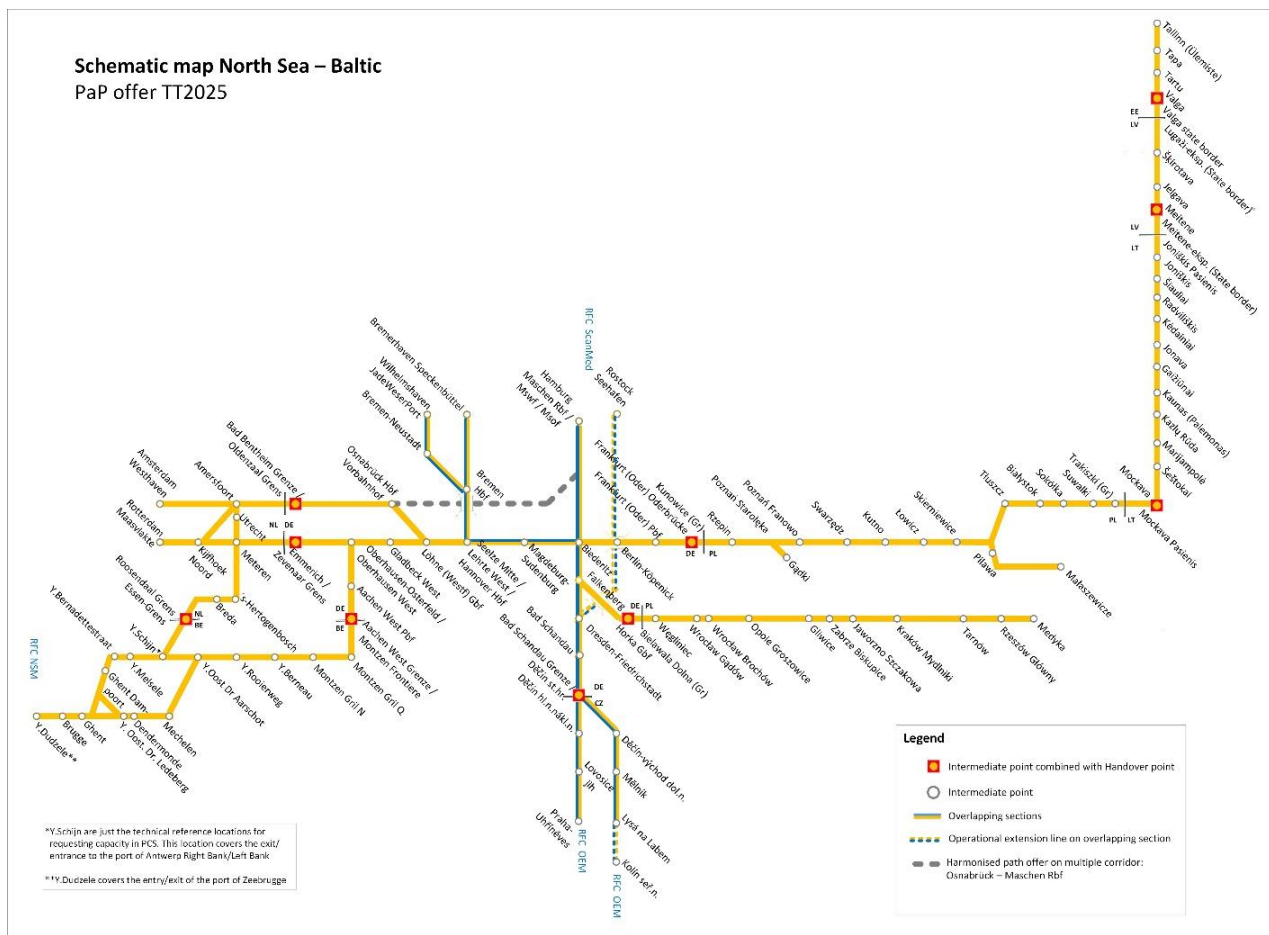 Schematic map North Sea – Baltic
PaP offer TT2025
Tallinn (Ülemiste)
Tapa
Tartu
Valga
Valga state border
EE
LV
Lugaži-eksp. (State border)
Šķirotava
Jelgava
Meitene
Meitene-eksp. (State border)
LV
LT
Joniškis Pasienis
Joniškis
Šiauliai
Radviliškis
Kėdainiai
Jonava
Gaižiūnai
Kaunas (Palemonas)
Kazlų Rūda
Marijampolė
Šeštokai
Mockava Pasienis
Mockava
PL
LT
Trakiszki (Gr)
Suwałki
Sokółka
Białystok
Tłuszcz
Pilawa
Małaszewicze
Skierniewice
Łowicz
Kutno
Swarzędz
Poznań Franowo
Poznań Starołęka
Gądki
Rzepin
Kunowice (Gr)
DE
PL
Frankfurt (Oder) Oderbrücke
Frankfurt (Oder) Pbf
Berlin-Köpenick
Rostock
Seehafen
RFC ScanMed
Hamburg
Maschen Rbf /
Mswf / Msof
Bremerhaven Speckenbüttel
Wilhelmshaven
JadeWeserPort
Bremen-Neustadt
Bremen
Hbf
Osnabrück Hbf
Vorbahnhof
Bad Bentheim Grenze /
Oldenzaal Grens
NL
DE
Amersfoort
Amsterdam
Westhaven
Rotterdam
Maasvlakte
Utrecht
Kijfhoek
Noord
Meteren
Emmerich /
Zevenaar Grens
Oberhausen-Osterfeld /
Oberhausen West
Gladbeck West
Löhne (Westf) Gbf
Seelze Mitte /
Lehrte West /
Hannover Hbf
Magdeburg-
Sudenburg
Biederitz
Falkenberg
Horka Gbf
DE
PL
Bielawa Dolna (Gr)
Węgliniec
Wrocław Gądów
Wrocław Brochów
Opole Groszowice
Gliwice
Zabrze Biskupice
Jaworzno Szczakowa
Kraków Mydlniki
Tarnów
Rzeszów Główny
Medyka
Roosendaal Grens
Essen-Grens
NL
BE
Breda
's-Hertogenbosch
Aachen West Pbf
DE
BE
Aachen West Grenze /
Montzen Frontiere
Montzen Gril Q
Montzen Gril N
Y.Berneau
Y.Rooierweg
Y.Oost Dr Aarschot
Y.Schijn*
Y.Bernadettestraat
Y.Melsele
Ghent Dam-
poort
Mechelen
Dendermonde
Y. Oost. Dr. Ledeberg
Ghent
Brugge
Y.Dudzele**
RFC NSM
Dresden-Friedrichstadt
Bad Schandau
Bad Schandau Grenze /
Děčín st.hr.
DE
CZ
Děčín hl.n.nákl.n.
Děčín-východ dol.n.
Lovosice
jih
Mělník
Praha-
Uhříněves
Lysá na Labem
Kolín seř.n.
RFC OEM
RFC OEM
Legend
Intermediate point combined with Handover point
Intermediate point
Overlapping sections
Operational extension line on overlapping section
Harmonised path offer on multiple corridor:
Osnabrück – Maschen Rbf
*Y.Schijn are just the technical reference locations for
requesting capacity in PCS. This location covers the exit/
entrance to the port of Antwerp Right Bank/Left Bank
**Y.Dudzele covers the entry/exit of the port of Zeebrugge